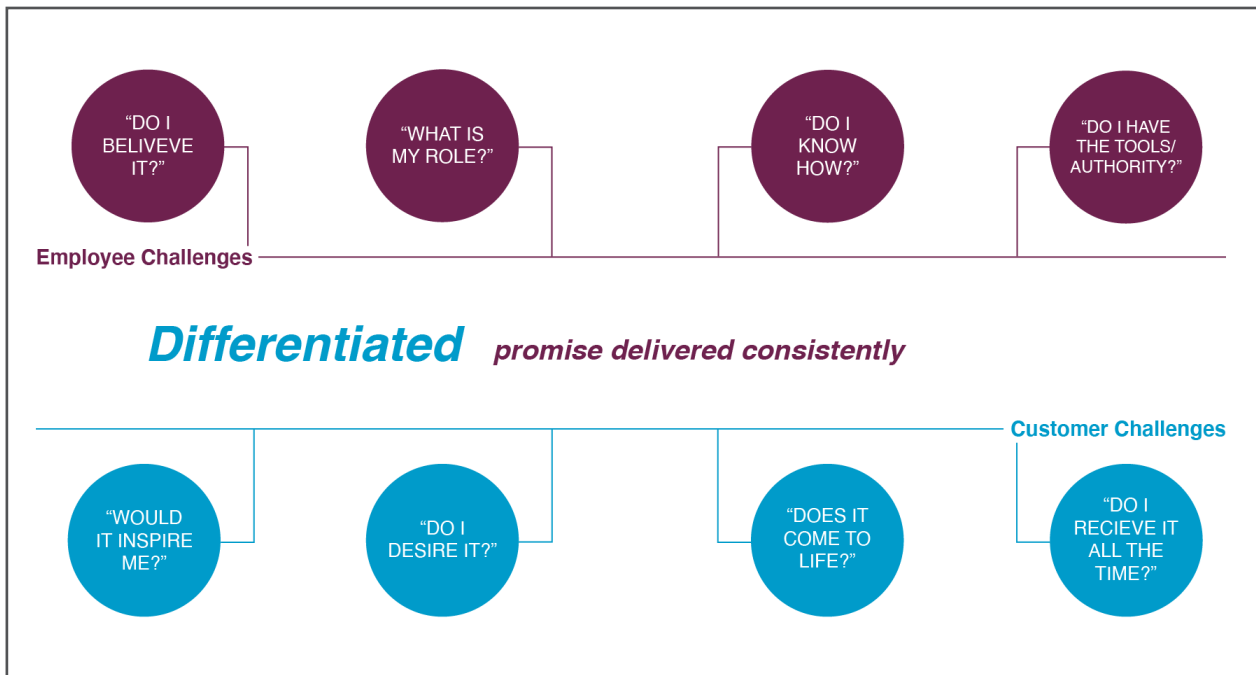 “DO I
BELIVEVE
IT?”
“WHAT IS
MY ROLE?”
“DO I
KNOW
HOW?”
“DO I HAVE
THE TOOLS/
AUTHORITY?”
Employee Challenges
Differentiated promise delivered consistently
Customer Challenges
“WOULD
IT INSPIRE
ME?”
“DO I
DESIRE IT?”
“DOES IT
COME TO
LIFE?”
“DO I
RECIEVE IT
ALL THE
TIME?”